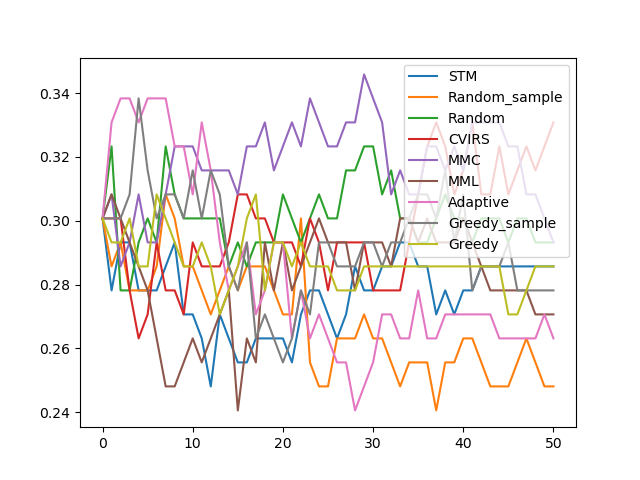 0.34
0.32
0.30
0.28
0.26
0.24
0
10
20
30
40
50
STM
Random_sample
Random
CVIRS
MMC
MML
Adaptive
Greedy_sample
Greedy